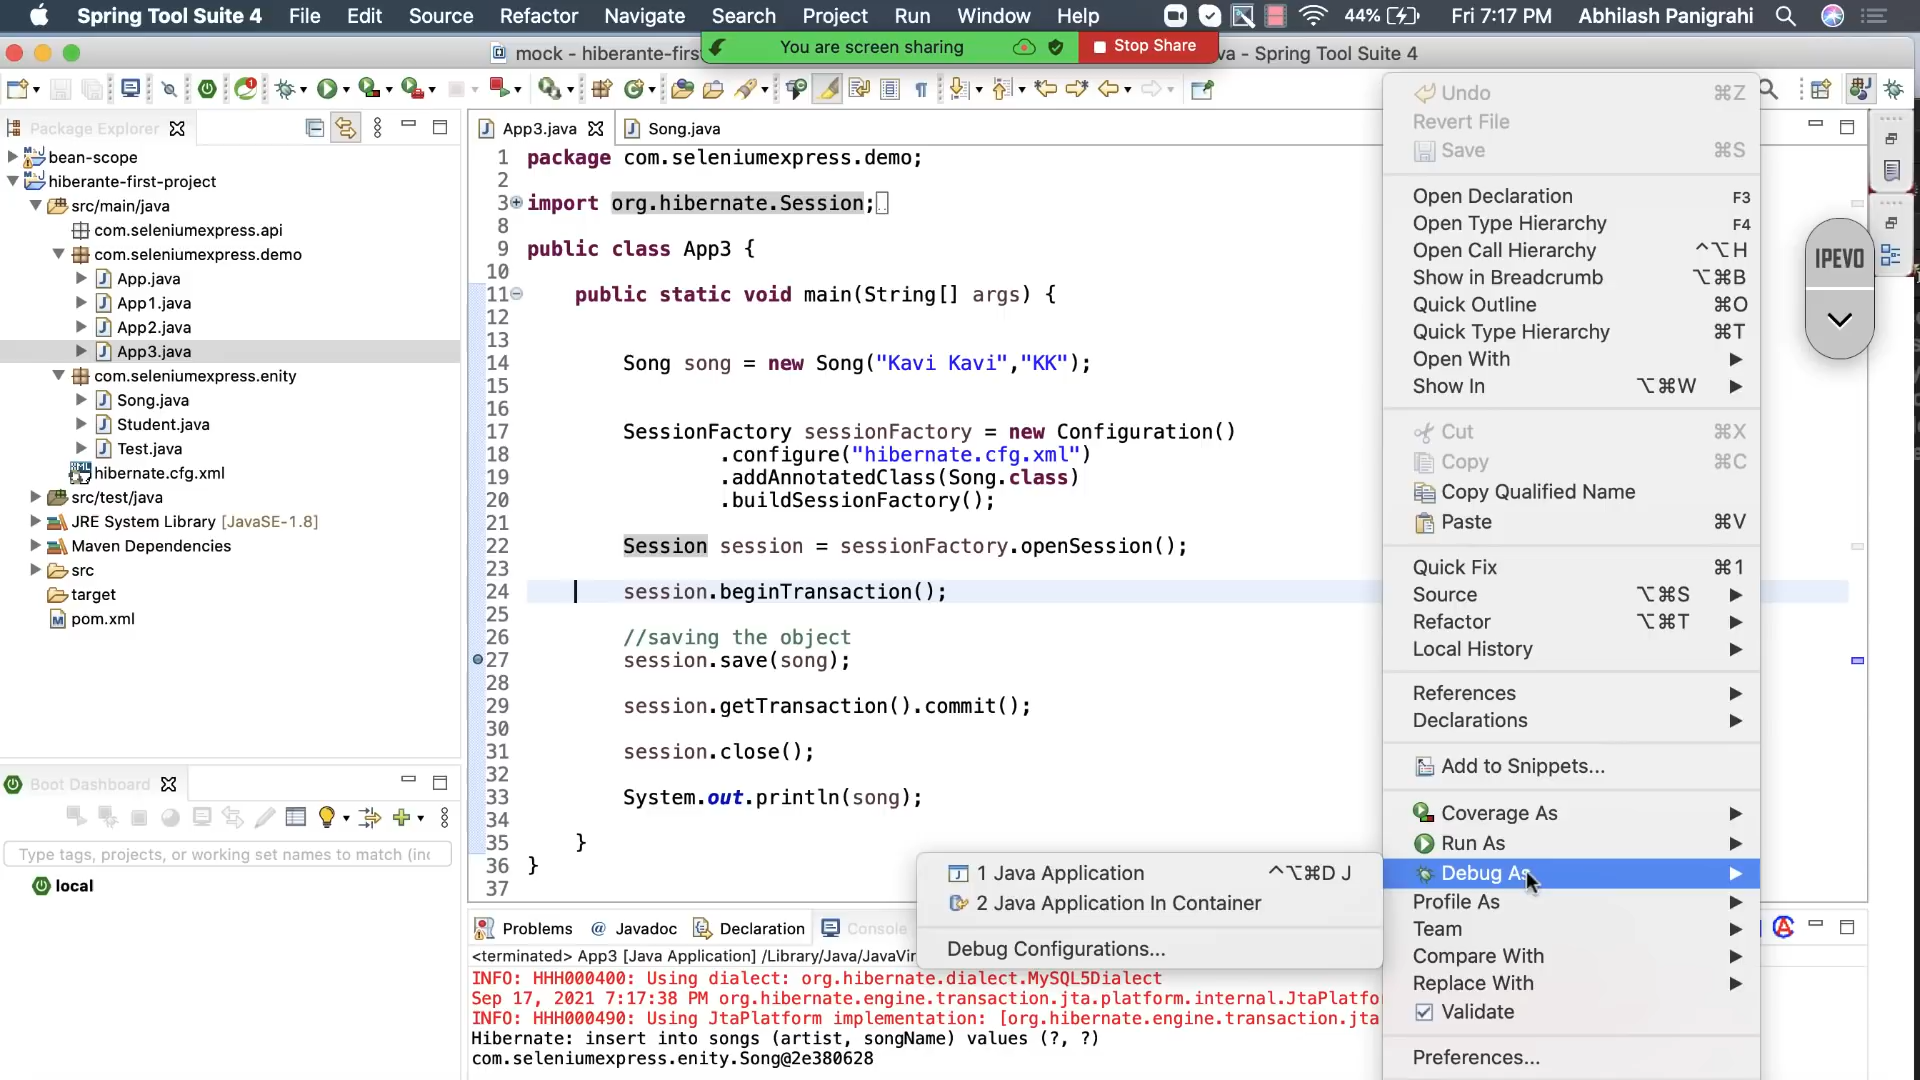 Spring Tool Suite 4 File Edit Source Refactor Navigate Search Project Run Window Help 44% Fri 7:17 PM Abhilash Panigrahi
mock - hiberante-firs
You are screen sharing
Stop Share
va - Spring Tool Suite 4
Package Explorer
bean-scope
hiberante-first-project
src/main/java
com.seleniumexpress.api
com.seleniumexpress.demo
App.java
App1.java
App2.java
App3.java
com.seleniumexpress.enity
Song.java
Student.java
Test.java
hibernate.cfg.xml
src/test/java
JRE System Library [JavaSE-1.8]
Maven Dependencies
src
target
pom.xml
Boot Dashboard
Type tags, projects, or working set names to match (inc
local
App3.java Song.java
1 package com.seleniumexpress.demo;
2
3 import org.hibernate.Session;
8
9 public class App3 {
10
11 public static void main(String[] args) {
12
13
14 Song song = new Song("Kavi Kavi","KK");
15
16
17 SessionFactory sessionFactory = new Configuration()
18 .configure("hibernate.cfg.xml")
19 .addAnnotatedClass(Song.class)
20 .buildSessionFactory();
21
22 Session session = sessionFactory.openSession();
23
24 session.beginTransaction();
25
26 //saving the object
27 session.save(song);
28
29 session.getTransaction().commit();
30
31 session.close();
32
33 System.out.println(song);
34
35 }
36 }
37
Undo ⌘Z
Revert File
Save ⌘S
Open Declaration F3
Open Type Hierarchy F4
Open Call Hierarchy ^⌥H
Show in Breadcrumb ⌥⌘B
Quick Outline ⌘O
Quick Type Hierarchy ⌘T
Open With
Show In ⌥⌘W
Cut ⌘X
Copy ⌘C
Copy Qualified Name
Paste ⌘V
Quick Fix ⌘1
Source ⌥⌘S
Refactor ⌥⌘T
Local History
References
Declarations
Add to Snippets...
Coverage As
Run As
Debug As
Profile As
Team
Compare With
Replace With
Validate
Preferences...
1 Java Application ^⌥⌘D J
2 Java Application In Container
Debug Configurations...
IPEVO
Problems Javadoc Declaration Console
<terminated> App3 [Java Application] /Library/Java/JavaVir
INFO: HHH000400: Using dialect: org.hibernate.dialect.MySQL5Dialect
Sep 17, 2021 7:17:38 PM org.hibernate.engine.transaction.jta.platform.internal.JtaPlatfo
INFO: HHH000490: Using JtaPlatform implementation: [org.hibernate.engine.transaction.jta
Hibernate: insert into songs (artist, songName) values (?, ?)
com.seleniumexpress.enity.Song@2e380628